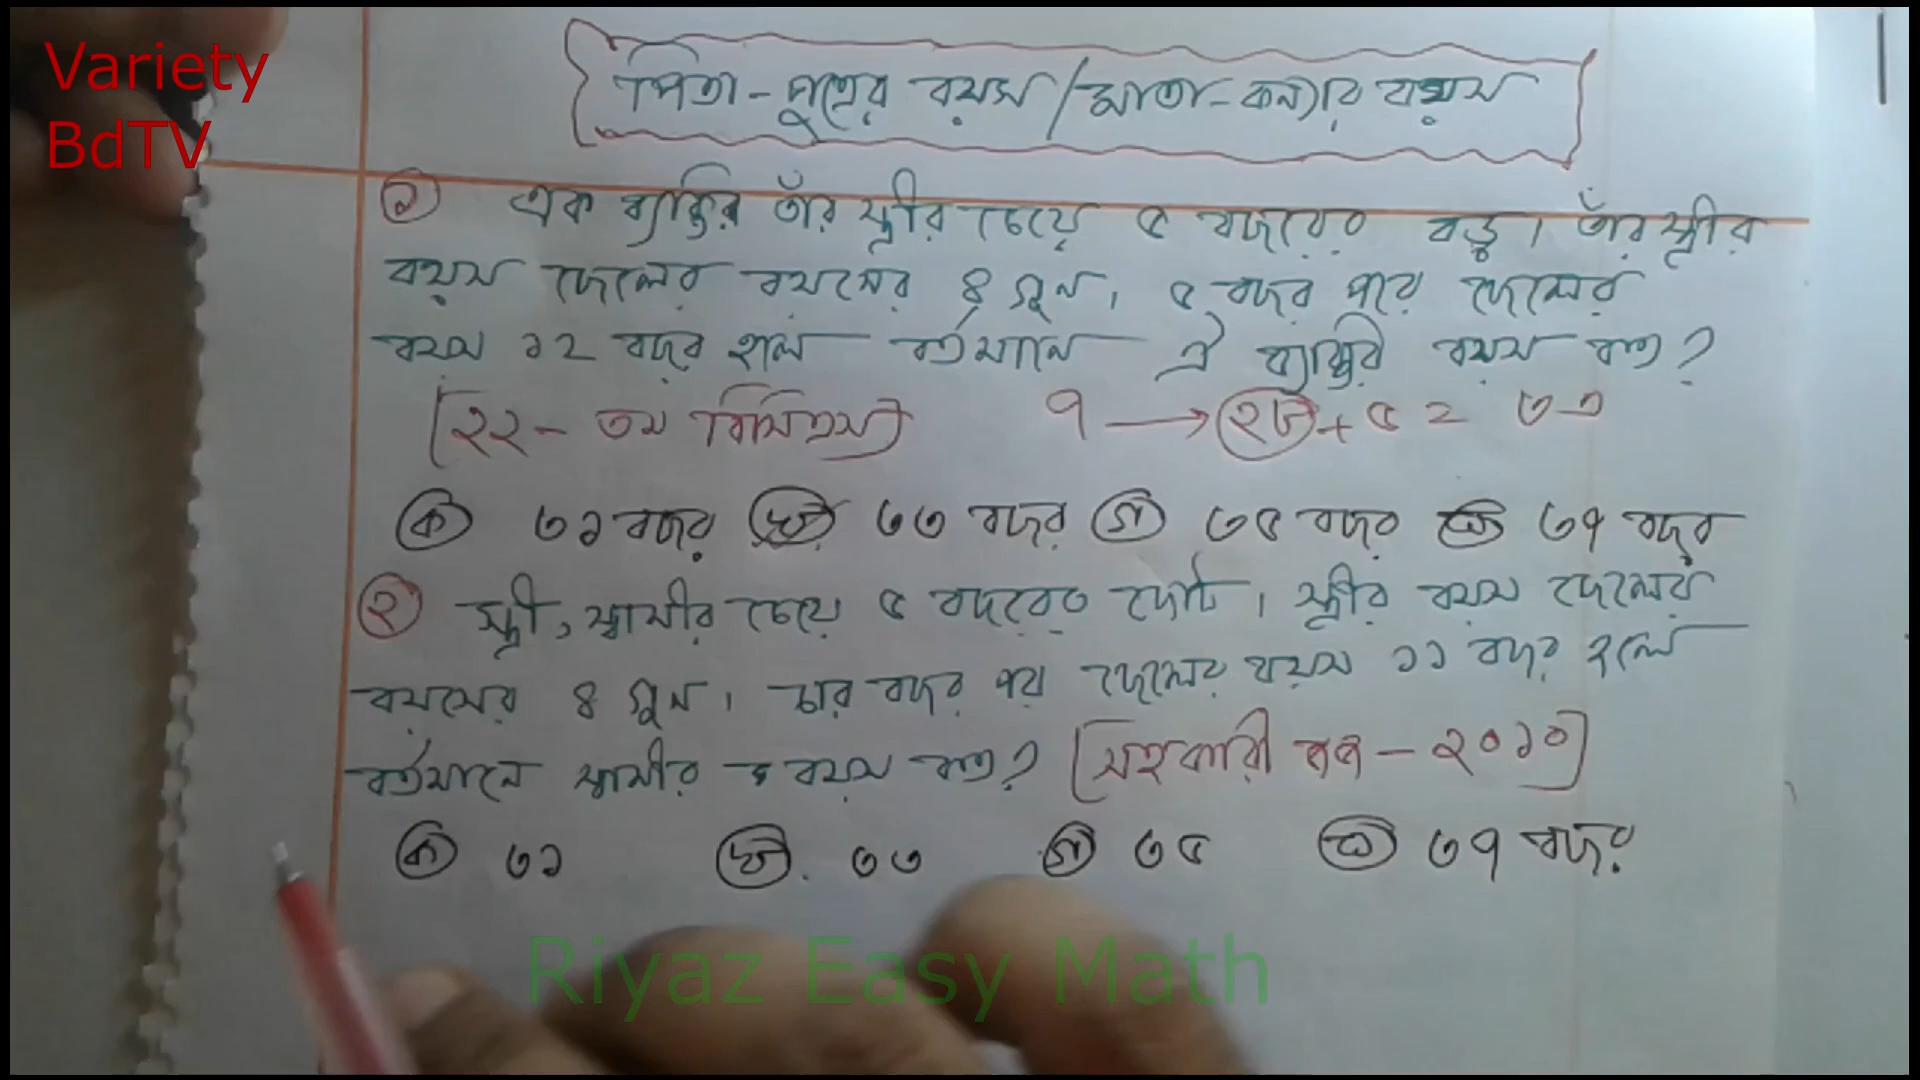 Variety
BdTV
পিতা-পুত্রের বয়স/মাতা-কন্যার বয়স
১ এক ব্যক্তির তাঁর স্ত্রীর চেয়ে ৫ বছরের বড়। তাঁর স্ত্রীর
বয়স ছেলের বয়সের ৪ গুন। ৫ বছর পরে ছেলের
বয়স ১২ বছর হলে বর্তমানে ঐ ব্যক্তির বয়স কত?
[২২-তম বিসিএস] ৭ → ২৮ + ৫ = ৩৩
ক ৩১ বছর খ ৩৩ বছর গ ৩৫ বছর ঘ ৩৭ বছর
২ স্ত্রী, স্বামীর চেয়ে ৫ বছরের ছোট। স্ত্রীর বয়স ছেলের
বয়সের ৪ গুন। চার বছর পর ছেলের বয়স ১১ বছর হলে
বর্তমানে স্বামীর বয়স কত? [সহকারী জজ - ২০১০]
ক ৩১ খ. ৩৩ গ ৩৫ ঘ ৩৭ বছর
Riyaz Easy Math